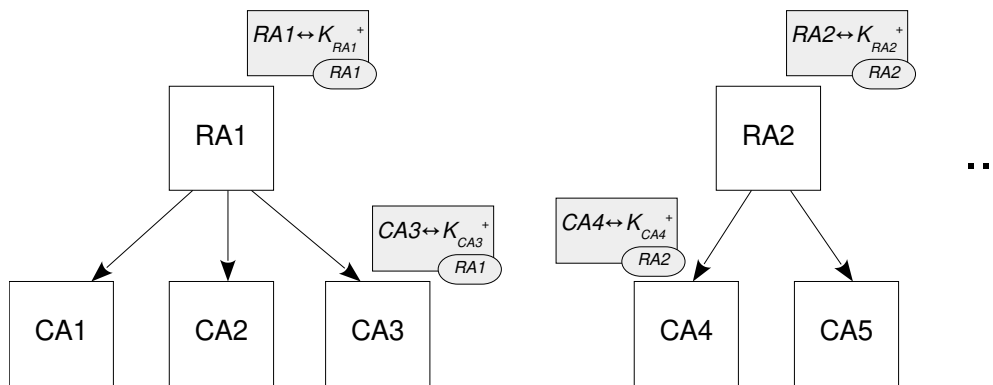 RA1↔K_RA1^+
RA1
RA2↔K_RA2^+
RA2
RA1
RA2
..
CA3↔K_CA3^+
RA1
CA4↔K_CA4^+
RA2
CA1
CA2
CA3
CA4
CA5